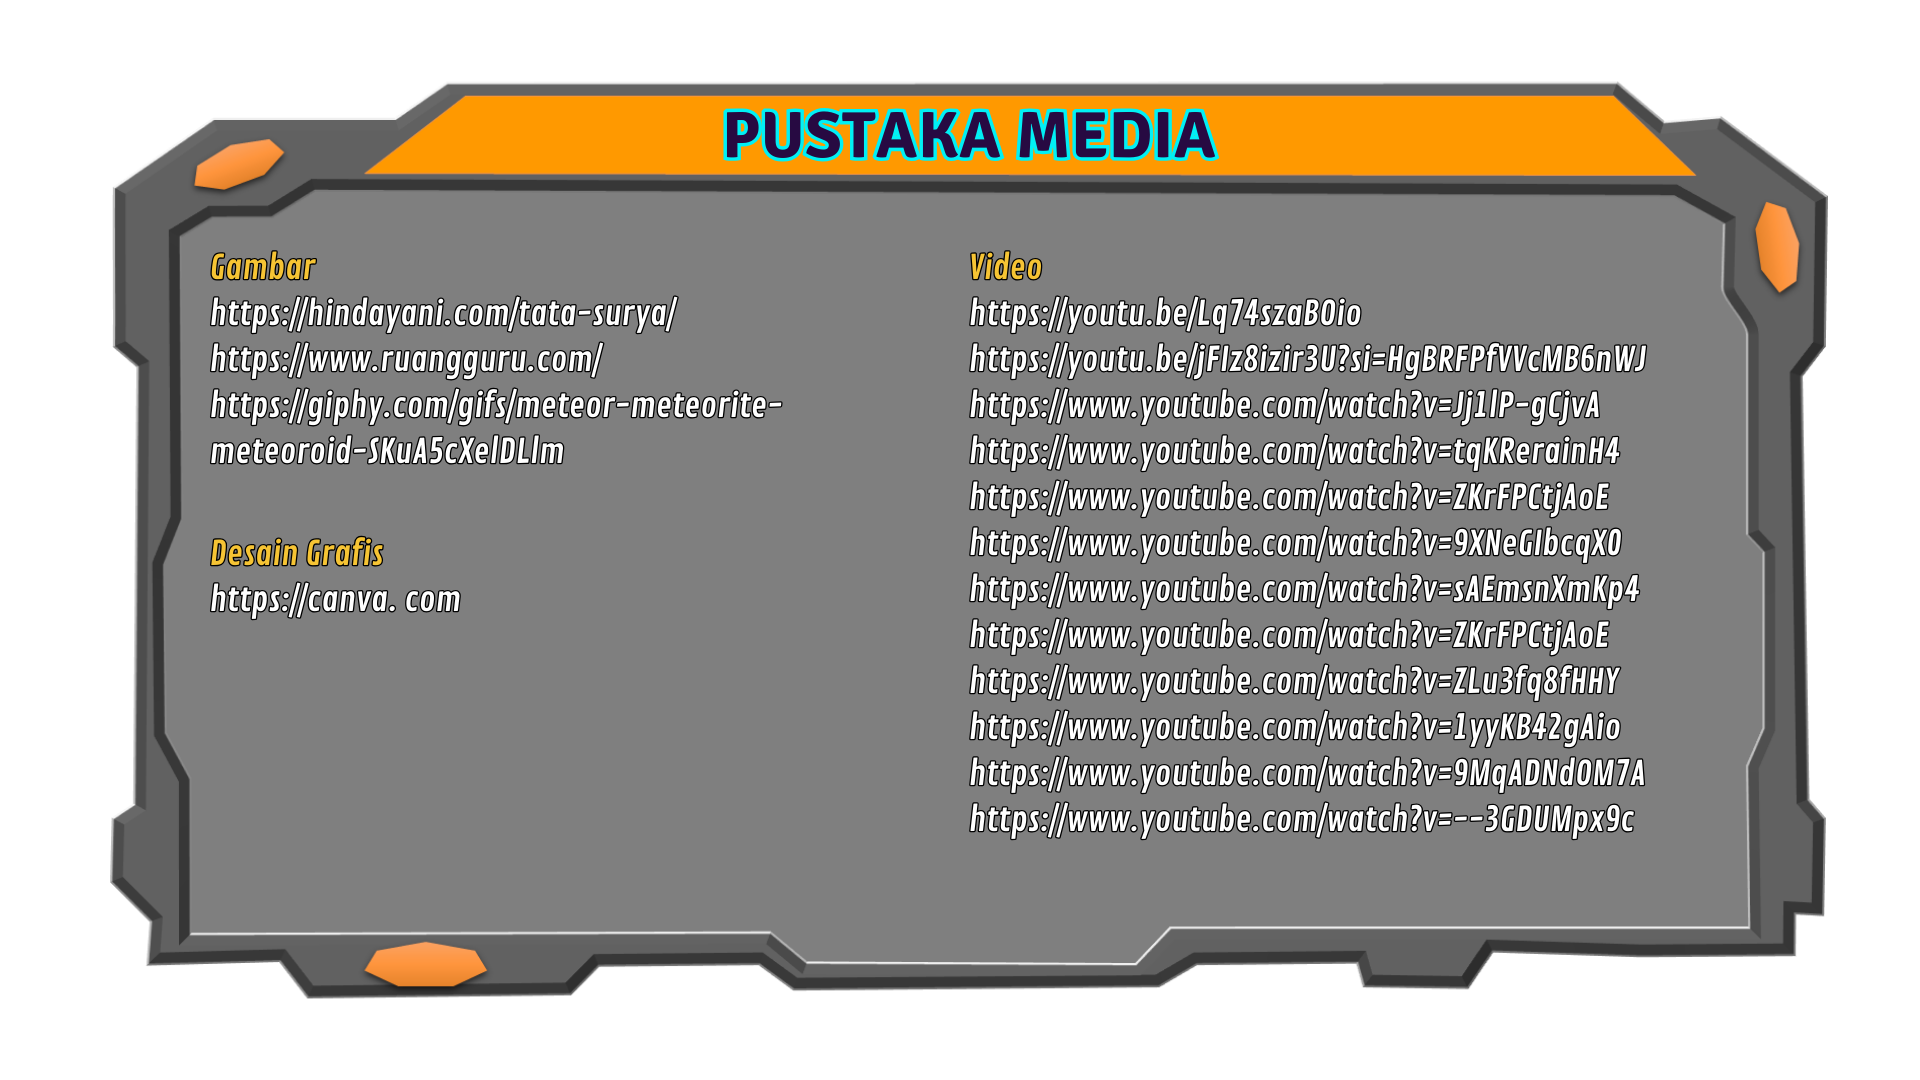 PUSTAKA MEDIA
Gambar
https://hindayani.com/tata-surya/
https://www.ruangguru.com/
https://giphy.com/gifs/meteor-meteorite-
meteoroid-SKuA5cXelDLlm
Desain Grafis
https://canva. com
Video
https://youtu.be/Lq74szaBOio
https://youtu.be/jFIz8izir3U?si=HgBRFPfVVcMB6nWJ
https://www.youtube.com/watch?v=Jj1lP-gCjvA
https://www.youtube.com/watch?v=tqKRerainH4
https://www.youtube.com/watch?v=ZKrFPCtjAoE
https://www.youtube.com/watch?v=9XNeGIbcqX0
https://www.youtube.com/watch?v=sAEmsnXmKp4
https://www.youtube.com/watch?v=ZKrFPCtjAoE
https://www.youtube.com/watch?v=ZLu3fq8fHHY
https://www.youtube.com/watch?v=1yyKB42gAio
https://www.youtube.com/watch?v=9MqADNd0M7A
https://www.youtube.com/watch?v=--3GDUMpx9c